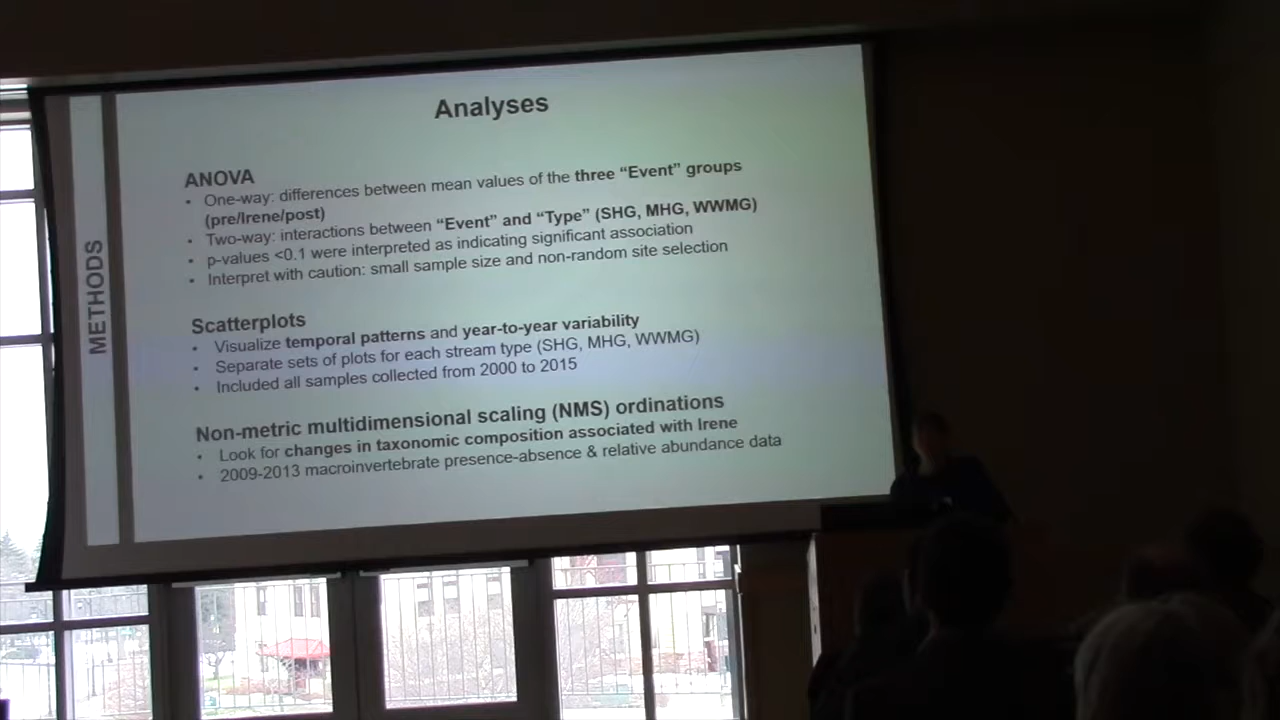 Analyses
METHODS
ANOVA
• One-way: differences between mean values of the three “Event” groups
(pre/Irene/post)
• Two-way: interactions between “Event” and “Type” (SHG, MHG, WWMG)
• p-values <0.1 were interpreted as indicating significant association
• Interpret with caution: small sample size and non-random site selection
Scatterplots
• Visualize temporal patterns and year-to-year variability
• Separate sets of plots for each stream type (SHG, MHG, WWMG)
• Included all samples collected from 2000 to 2015
Non-metric multidimensional scaling (NMS) ordinations
• Look for changes in taxonomic composition associated with Irene
• 2009-2013 macroinvertebrate presence-absence & relative abundance data